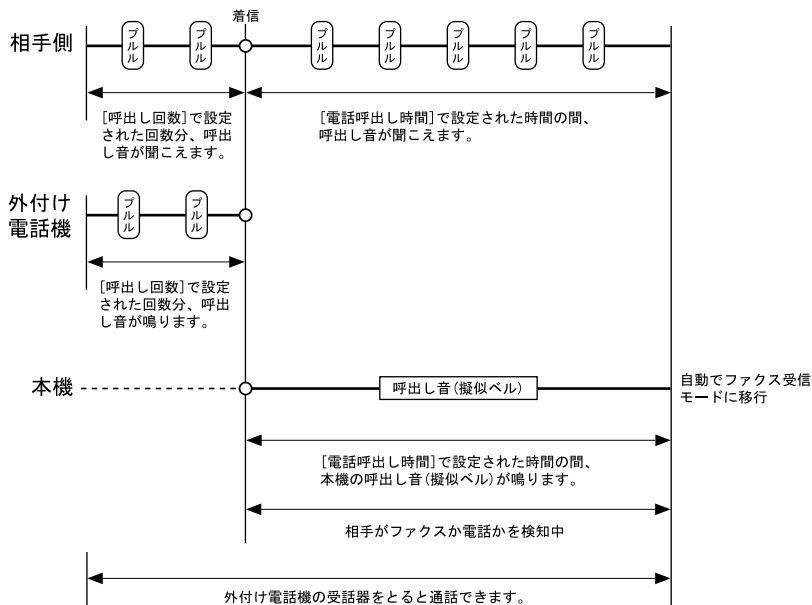 着信
相手側
プルル
プルル
プルル
プルル
プルル
プルル
プルル
[呼出し回数]で設定
された回数分、呼出
し音が聞こえます。
[電話呼出し時間]で設定された時間の間、
呼出し音が聞こえます。
外付け
電話機
プルル
プルル
[呼出し回数]で設定
された回数分、呼出
し音が鳴ります。
本機
呼出し音(擬似ベル)
自動でファクス受信
モードに移行
[電話呼出し時間]で設定された時間の間、
本機の呼出し音(擬似ベル)が鳴ります。
相手がファクスか電話かを検知中
外付け電話機の受話器をとると通話できます。